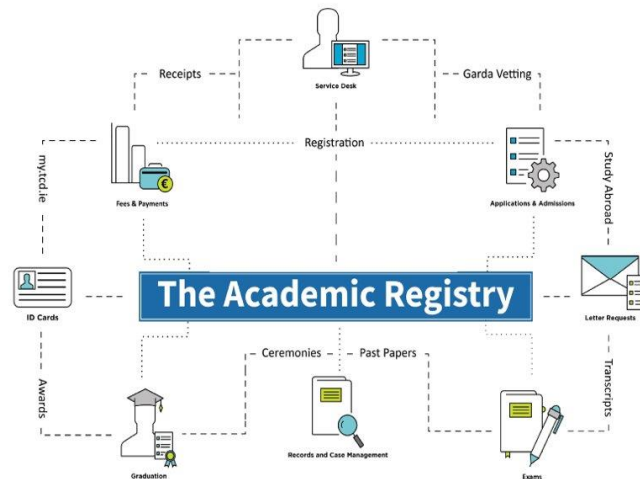 Service Desk
Receipts
Garda Vetting
Registration
my.tcd.ie
Fees & Payments
Applications & Admissions
Study Abroad
The Academic Registry
ID Cards
Letter Requests
Ceremonies
Past Papers
Awards
Transcripts
Graduation
Records and Case Management
Exams